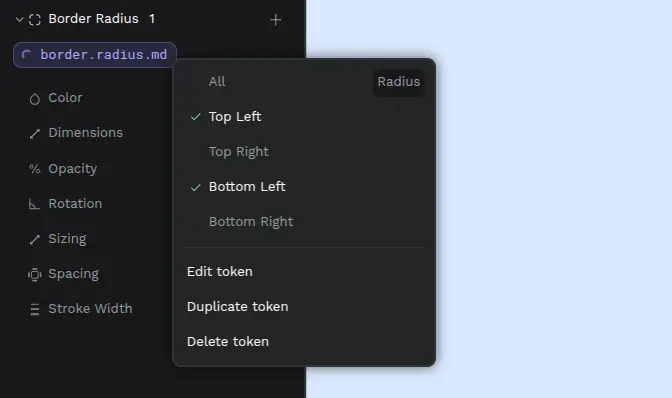 Border Radius 1
border.radius.md
All
Radius
Top Left
Top Right
Bottom Left
Bottom Right
Edit token
Duplicate token
Delete token
Color
Dimensions
Opacity
Rotation
Sizing
Spacing
Stroke Width